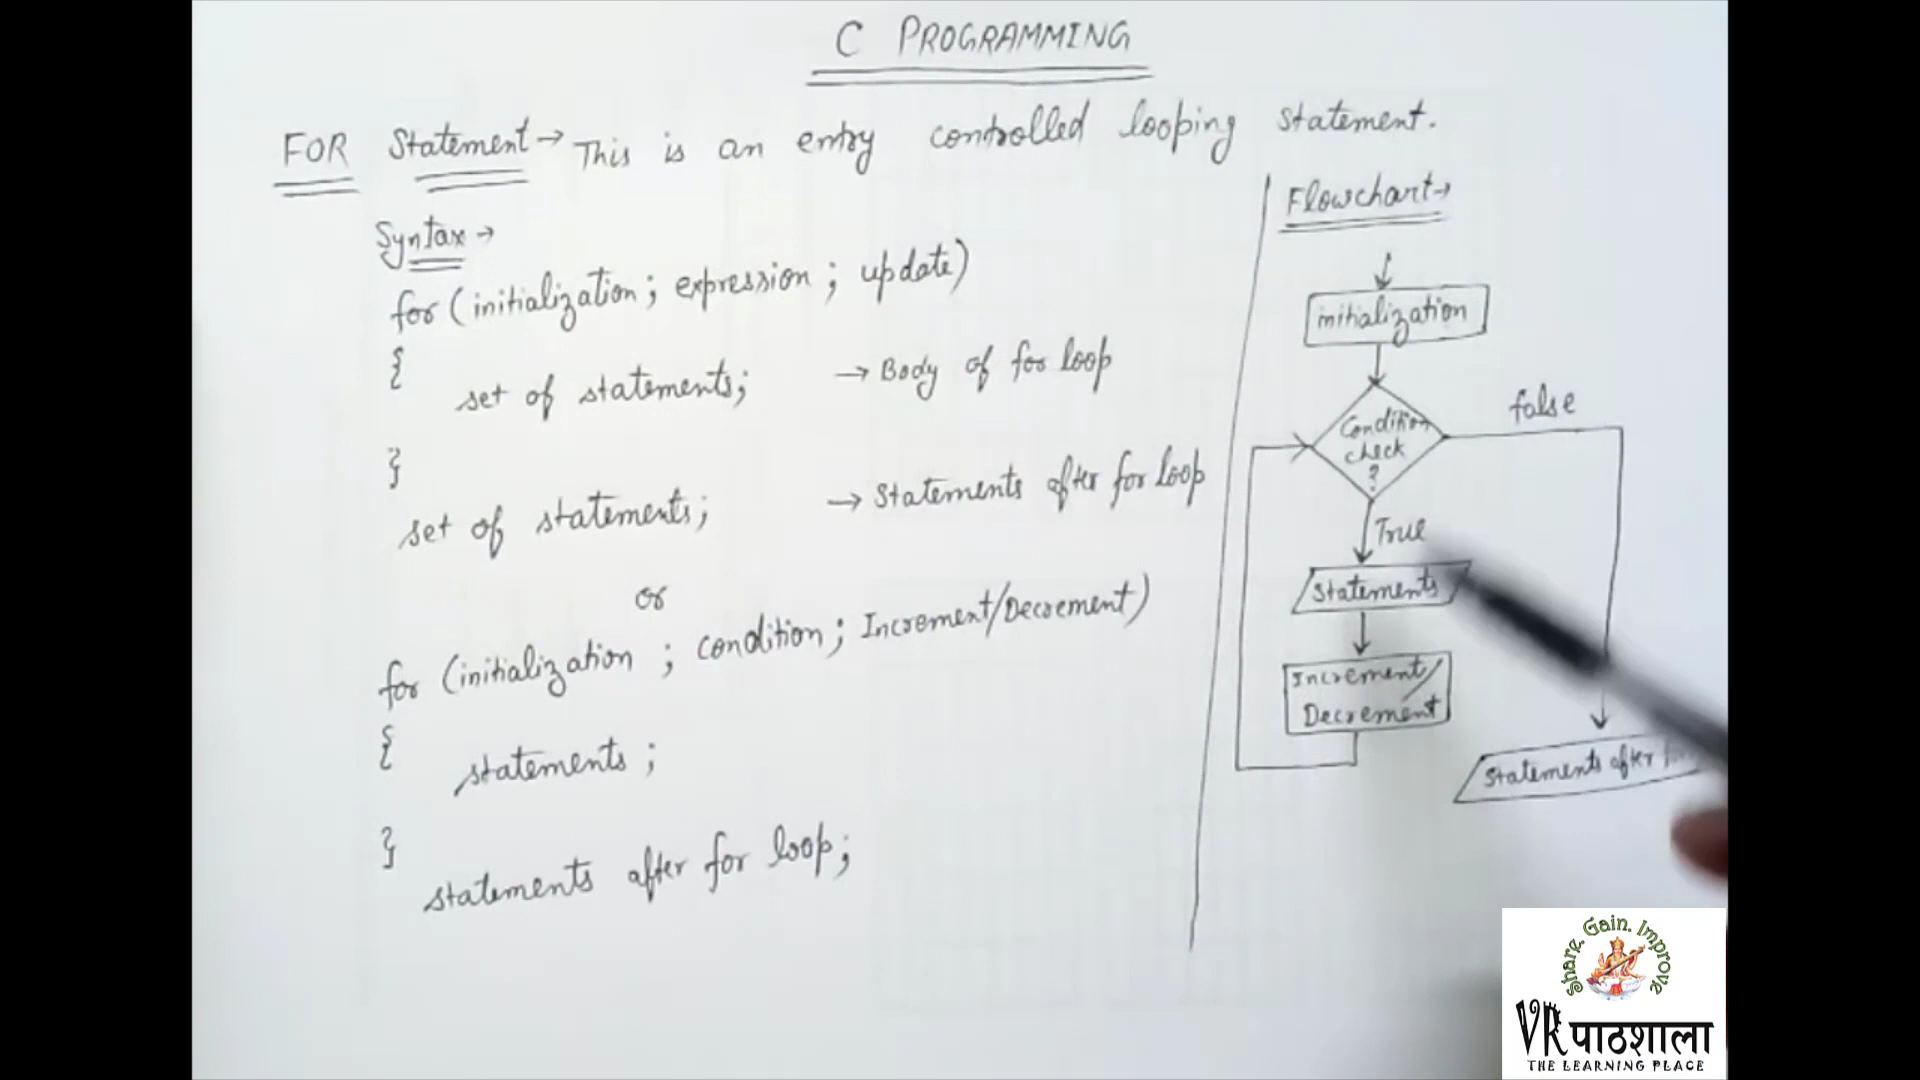 C PROGRAMMING
FOR Statement → This is an entry controlled looping statement.
Syntax →
for (initialization ; expression ; update)
{
set of statements; → Body of for loop
}
set of statements; → Statements after for loop
or
for (initialization ; condition ; Increment/Decrement)
{
statements ;
}
statements after for loop;
Flowchart →
initialization
Condition
check
?
false
True
Statements
Increment/
Decrement
Statements after
Share. Gain. Improve
VR पाठशाला
THE LEARNING PLACE